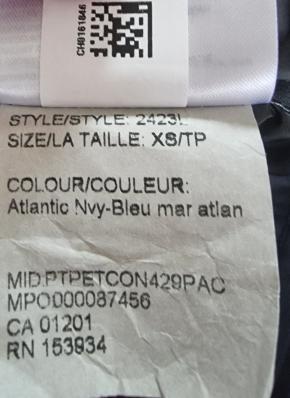 CH0161846
STYLE/STYLE: 2423L
SIZE/LA TAILLE: XS/TP
COLOUR/COULEUR:
Atlantic Nvy-Bleu mar atlan
MID:PTPETCON429PAC
MPO000087456
CA 01201
RN 153934